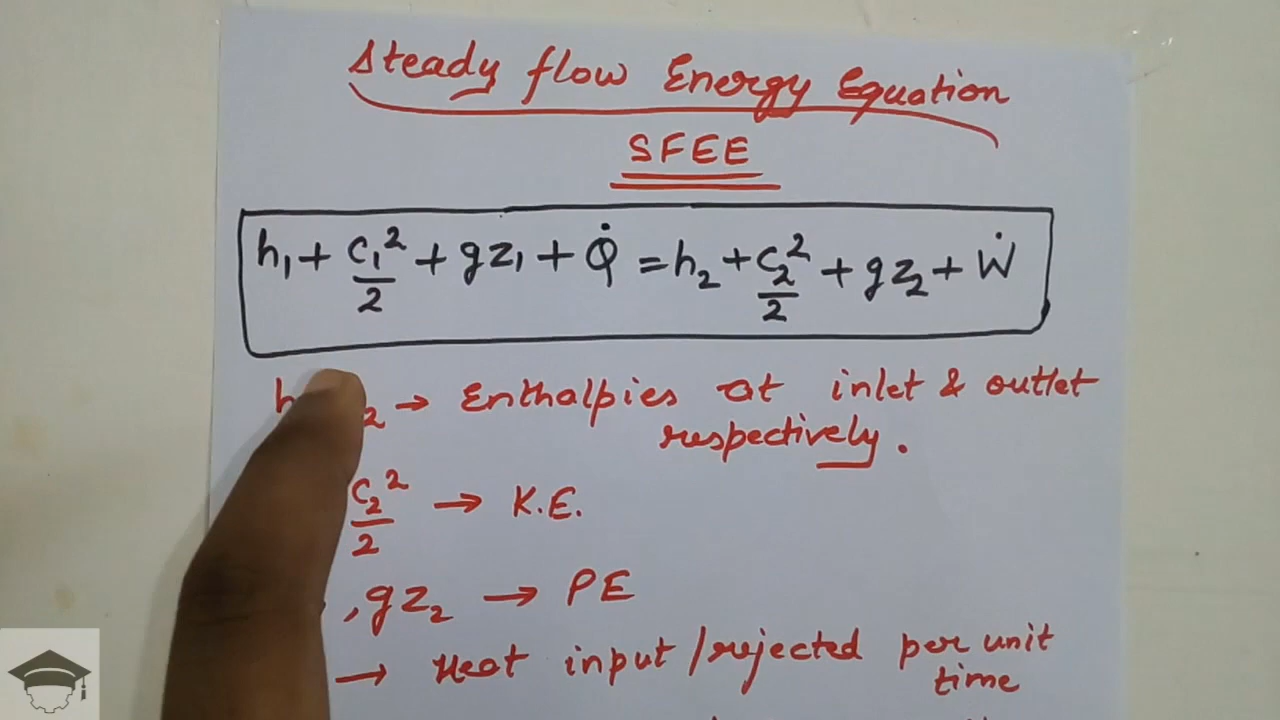 Steady flow Energy Equation
SFEE
h₁ + c₁²/2 + gz₁ + Q̇ = h₂ + c₂²/2 + gz₂ + Ẇ
h 2 → Enthalpies at inlet & outlet
respectively.
c₂²/2 → K.E.
, gz₂ → PE
→ Heat input / rejected per unit
time